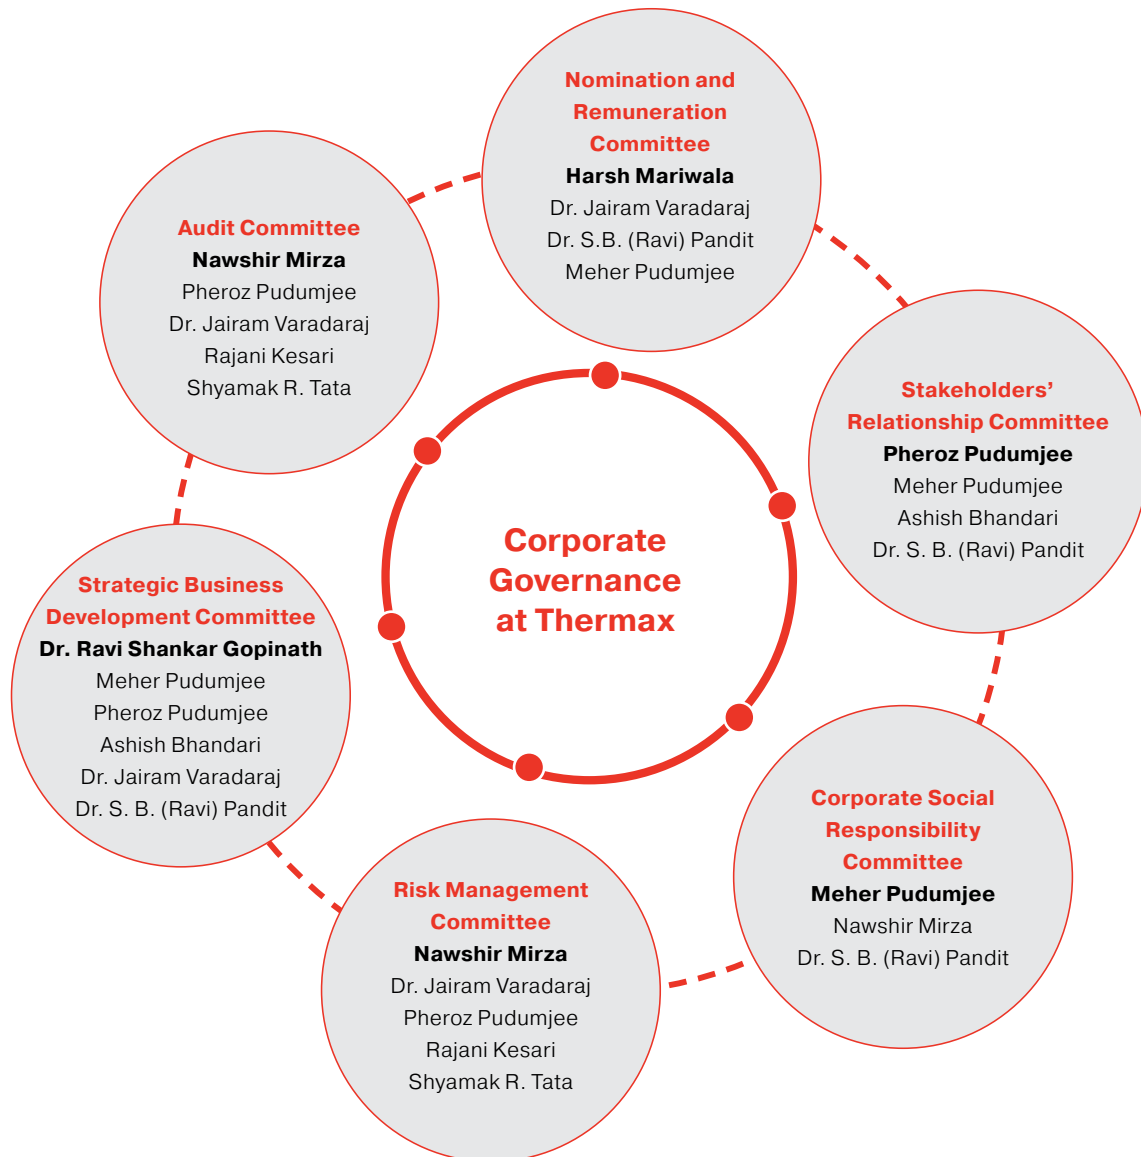 Nomination and
Remuneration
Committee
Harsh Mariwala
Dr. Jairam Varadaraj
Dr. S.B. (Ravi) Pandit
Meher Pudumjee
Audit Committee
Nawshir Mirza
Pheroz Pudumjee
Dr. Jairam Varadaraj
Rajani Kesari
Shyamak R. Tata
Stakeholders’
Relationship Committee
Pheroz Pudumjee
Meher Pudumjee
Ashish Bhandari
Dr. S. B. (Ravi) Pandit
Corporate
Governance
at Thermax
Strategic Business
Development Committee
Dr. Ravi Shankar Gopinath
Meher Pudumjee
Pheroz Pudumjee
Ashish Bhandari
Dr. Jairam Varadaraj
Dr. S. B. (Ravi) Pandit
Corporate Social
Responsibility
Committee
Meher Pudumjee
Nawshir Mirza
Dr. S. B. (Ravi) Pandit
Risk Management
Committee
Nawshir Mirza
Dr. Jairam Varadaraj
Pheroz Pudumjee
Rajani Kesari
Shyamak R. Tata